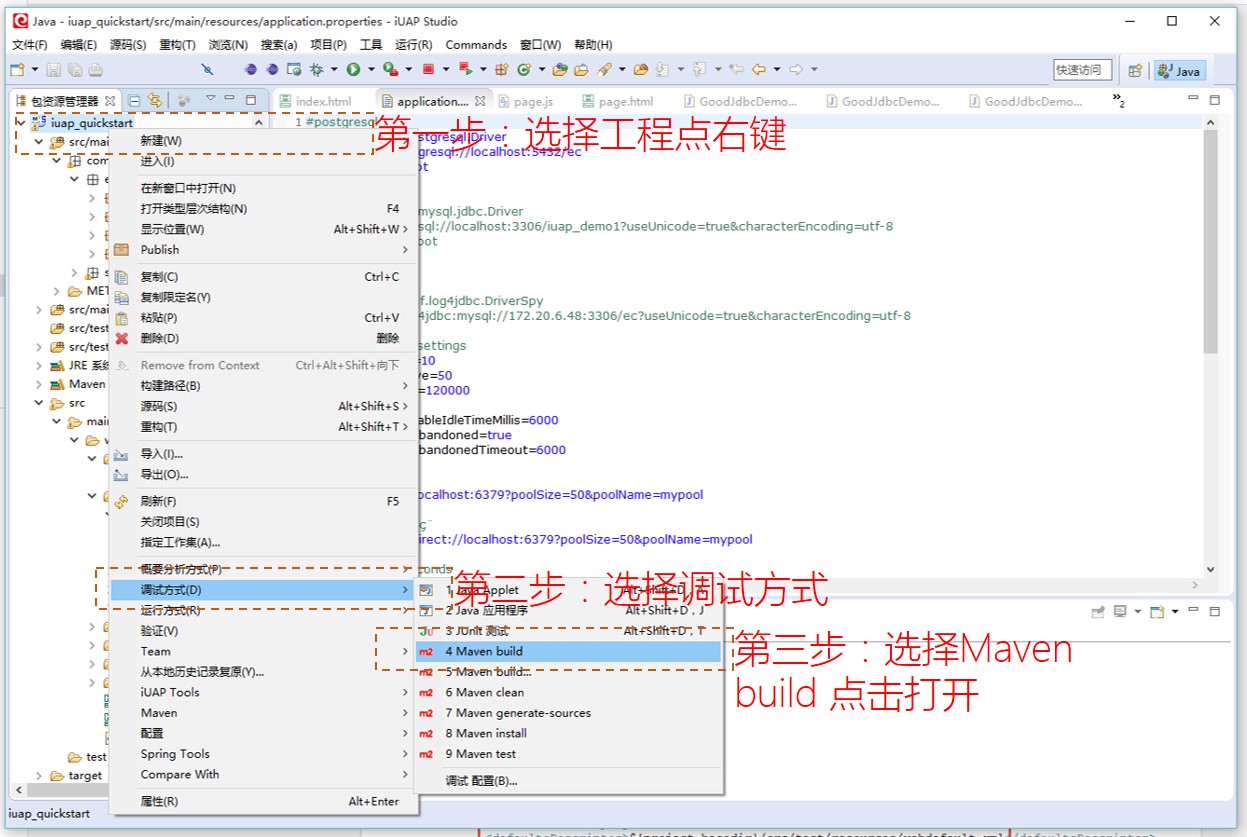 Java - iuap_quickstart/src/main/resources/application.properties - iUAP Studio
文件(F) 编辑(E) 源码(S) 重构(T) 浏览(N) 搜索(a) 项目(P) 工具 运行(R) Commands 窗口(W) 帮助(H)
快速访问 Java
包资源管理器 index.html application.... page.js page.html GoodJdbcDemo... GoodJdbcDemo... GoodJdbcDemo... »2
iuap_quickstart 1 #postgresql
第一步：选择工程点右键
src/mai 新建(W) stgresql.Driver
com 进入(I) gresql://localhost:5432/ec
ot
在新窗口中打开(N)
打开类型层次结构(N) F4 mysql.jdbc.Driver
显示位置(W) Alt+Shift+W sql://localhost:3306/iuap_demo1?useUnicode=true&characterEncoding=utf-8
Publish oot
复制(C) Ctrl+C
MET 复制限定名(Y) f.log4jdbc.DriverSpy
src/mai 粘贴(P) Ctrl+V 4jdbc:mysql://172.20.6.48:3306/ec?useUnicode=true&characterEncoding=utf-8
src/test 删除(D) 删除
src/test settings
JRE 系统 Remove from Context Ctrl+Alt+Shift+向下 =10
Maven 构建路径(B) ve=50
=120000
src 源码(S) Alt+Shift+S
main 重构(T) Alt+Shift+T ableIdleTimeMillis=6000
bandoned=true
导入(I)... bandonedTimeout=6000
导出(O)...
刷新(F) F5 ocalhost:6379?poolSize=50&poolName=mypool
关闭项目(S)
指定工作集(A)... irect://localhost:6379?poolSize=50&poolName=mypool
概要分析方式(P) conds
调试方式(D) 1 Java Applet Alt+Shift+D，A
第二步：选择调试方式
运行方式(R) 2 Java 应用程序 Alt+Shift+D，J
验证(V) 3 JUnit 测试 Alt+Shift+D，T
Team 4 Maven build
第三步：选择Maven
build 点击打开
从本地历史记录复原(Y)... 5 Maven build...
iUAP Tools 6 Maven clean
Maven 7 Maven generate-sources
配置 8 Maven install
test Spring Tools 9 Maven test
target Compare With 调试 配置(B)...
属性(R) Alt+Enter
iuap_quickstart